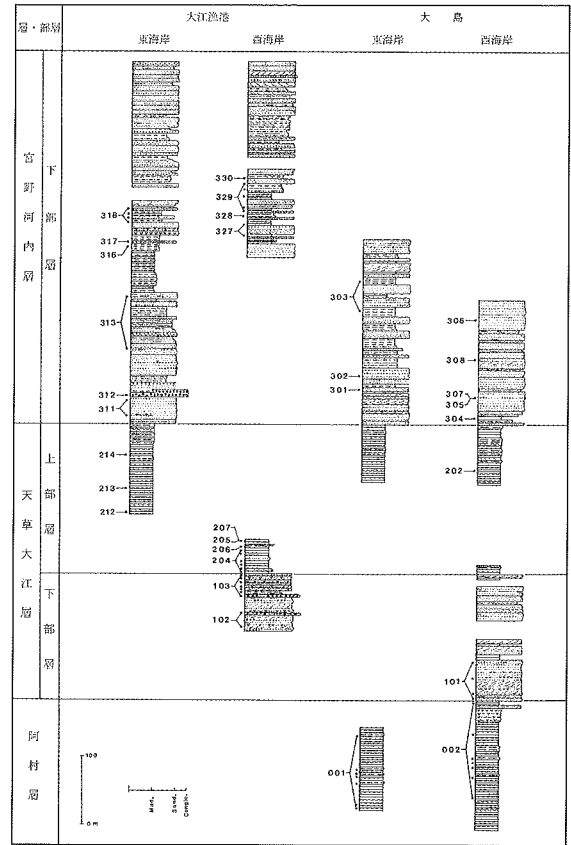 層・部層
大江漁港
大島
東海岸
西海岸
東海岸
西海岸
宮野河内層
下部層
318
317
316
313
312
311
330
329
328
327
303
302
301
306
308
307
305
304
天草大江層
上部層
214
213
212
207
205
206
204
202
下部層
103
102
101
阿村層
001
002
100
0 m
Mud.
Sand.
Conglo.